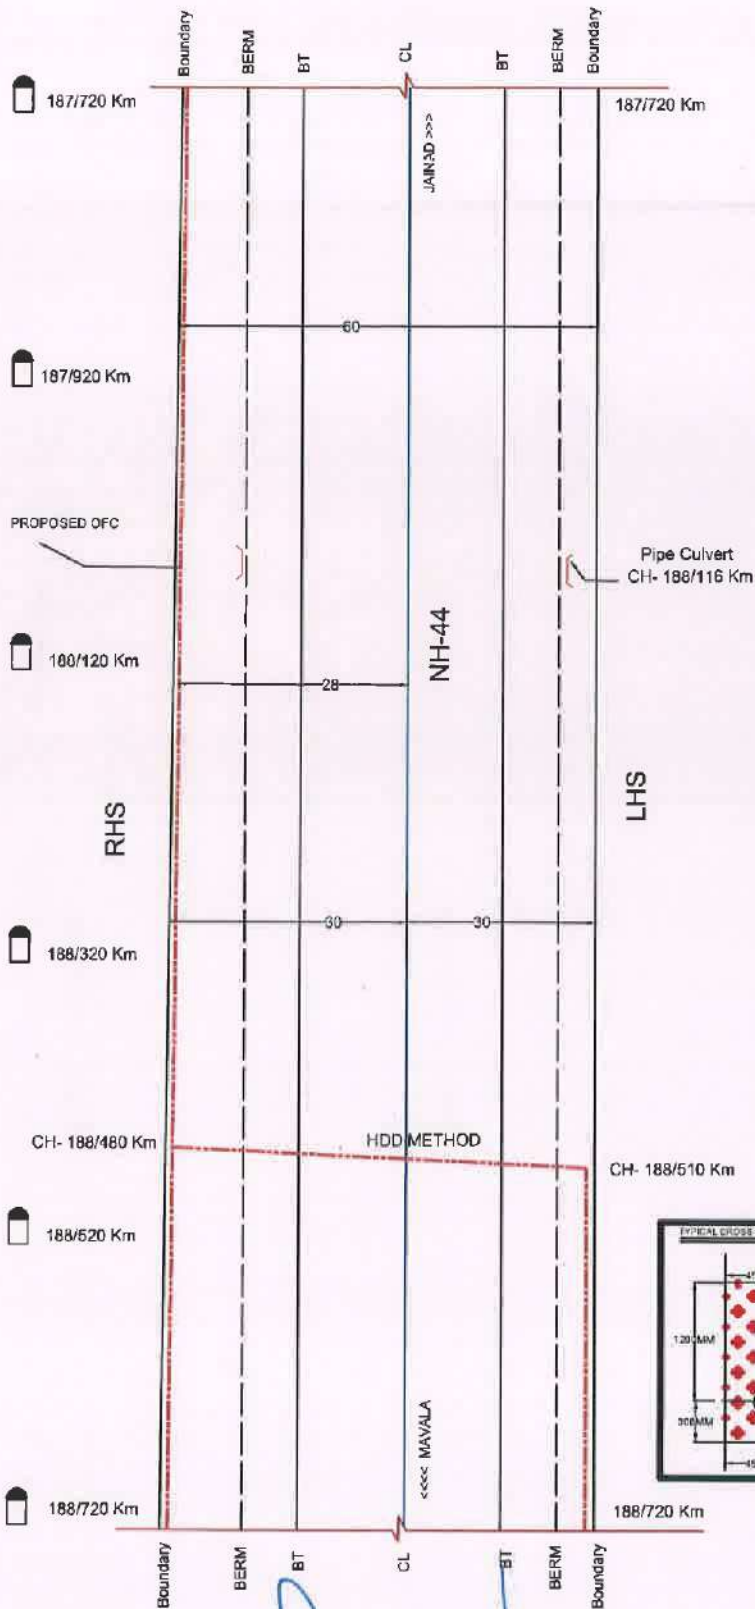 Boundary
BERM
BT
CL
BT
BERM
Boundary
187/720 Km
187/720 Km
JAINAD >>>
60
187/920 Km
PROPOSED OFC
Pipe Culvert
CH- 188/116 Km
NH-44
188/120 Km
28
RHS
LHS
30
30
188/320 Km
CH- 188/480 Km
HDD METHOD
CH- 188/510 Km
188/520 Km
TYPICAL CROSS
1200MM
300MM
<<<< MAVALA
188/720 Km
188/720 Km
Boundary
BERM
BT
CL
BT
BERM
Boundary